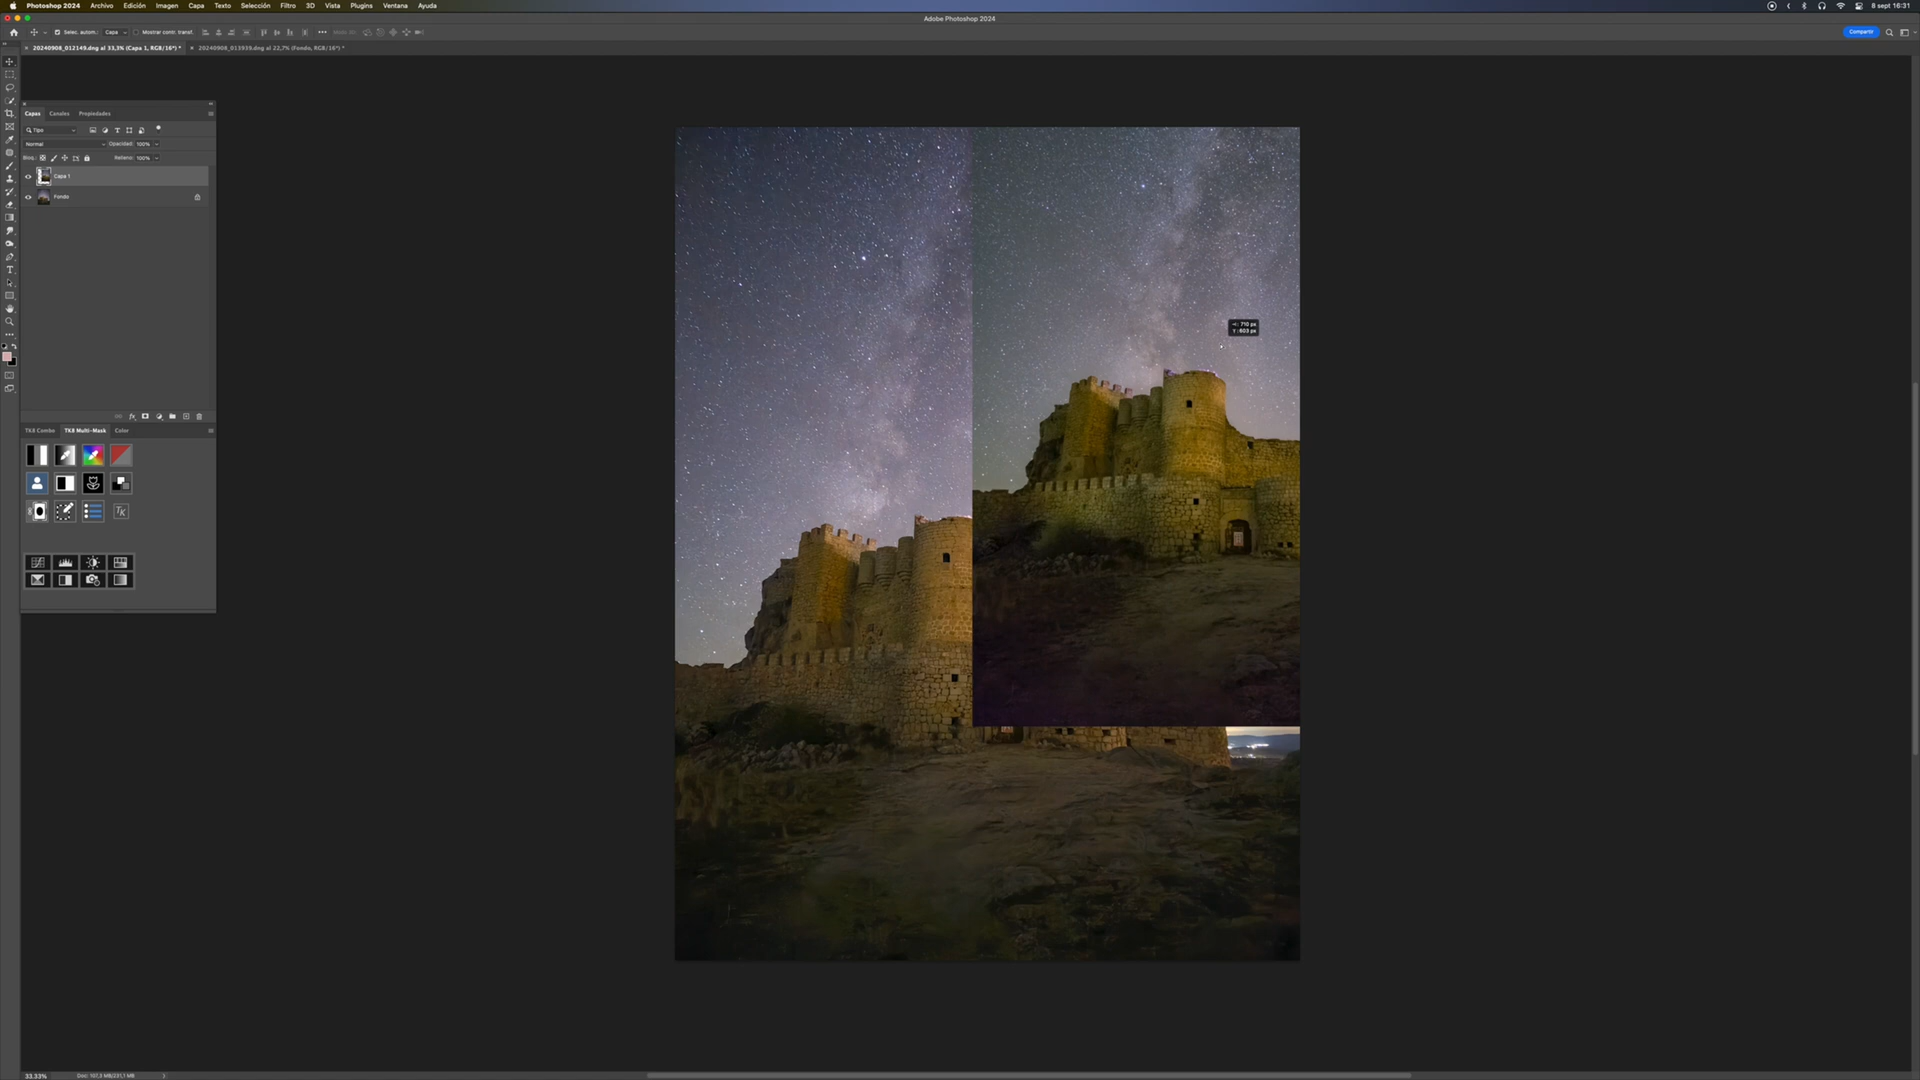 Photoshop 2024 Archivo Edición Imagen Capa Texto Selección Filtro 3D Vista Plugins Ventana Ayuda 8 sept 16:31
Adobe Photoshop 2024
Selec. autom.: Capa Mostrar contr. transf. Compartir
20240908_012149.dng al 33,3% (Capa 1, RGB/16*) * 20240908_013939.dng al 22,7% (Fondo, RGB/16*) *
Capas Canales Propiedades
Tipo
Normal Opacidad: 100%
Bloq.: Relleno: 100%
Capa 1
Fondo
710 px
603 px
fx
TK8 Combo TK8 Multi-Mask Color
TK
33.33% Doc: 107,3 MB/231,1 MB